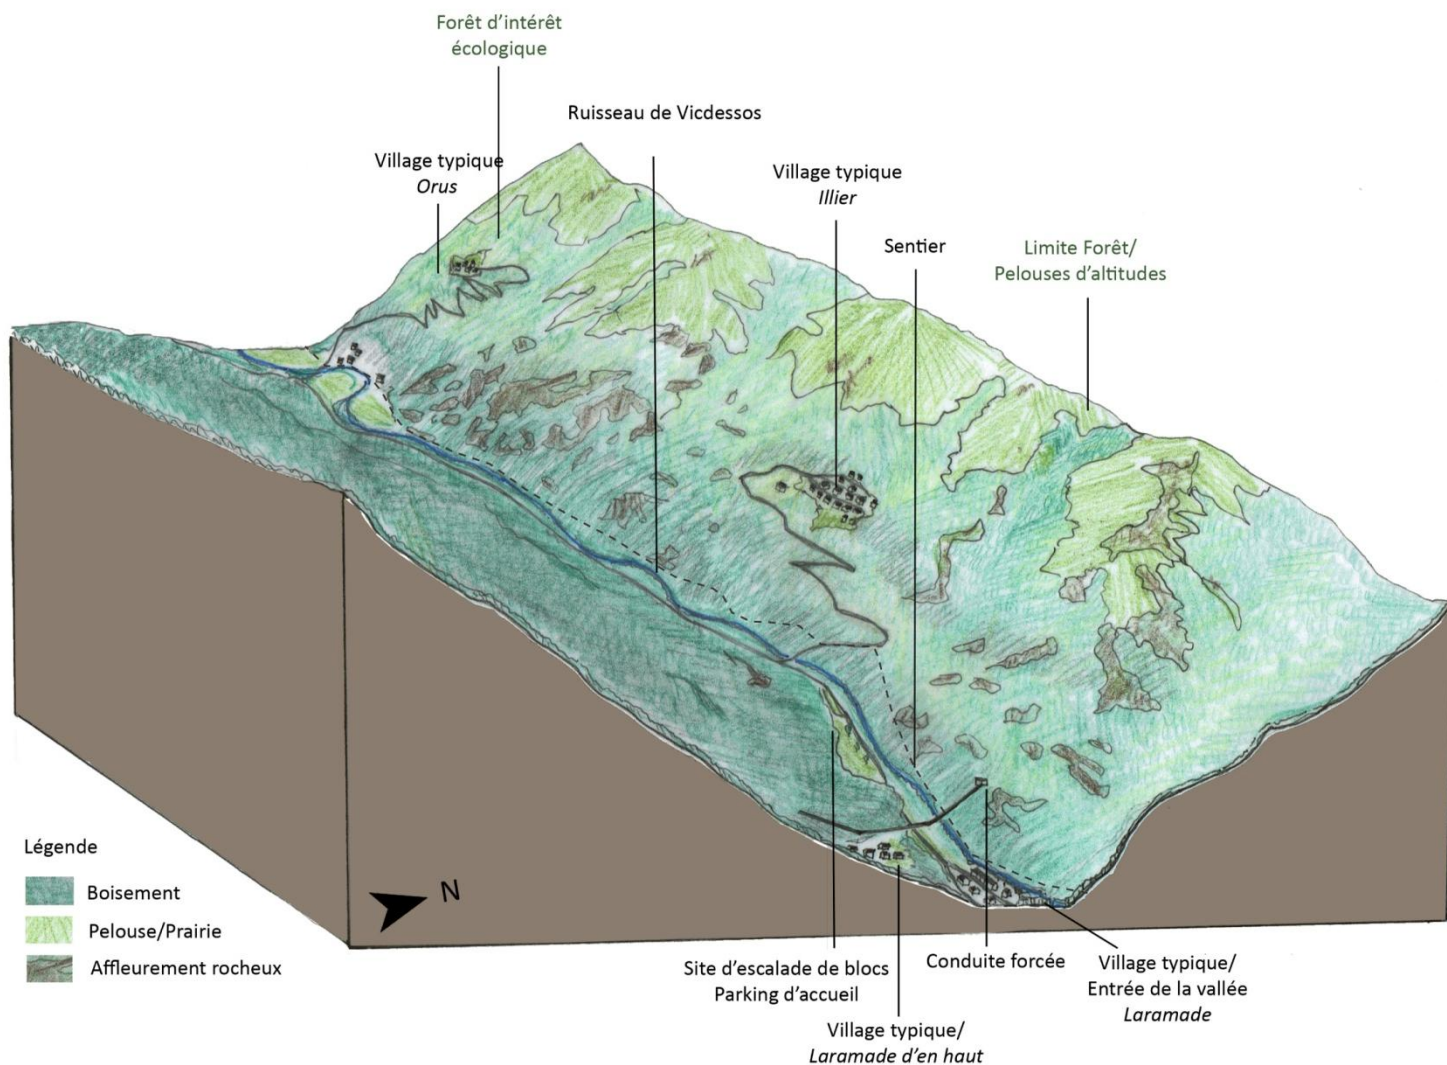 Forêt d'intérêt
écologique
Ruisseau de Vicdessos
Village typique
Orus
Village typique
Illier
Sentier
Limite Forêt/
Pelouses d'altitudes
Légende
Boisement
Pelouse/Prairie
Affleurement rocheux
N
Site d'escalade de blocs
Parking d'accueil
Village typique/
Laramade d'en haut
Conduite forcée
Village typique/
Entrée de la vallée
Laramade